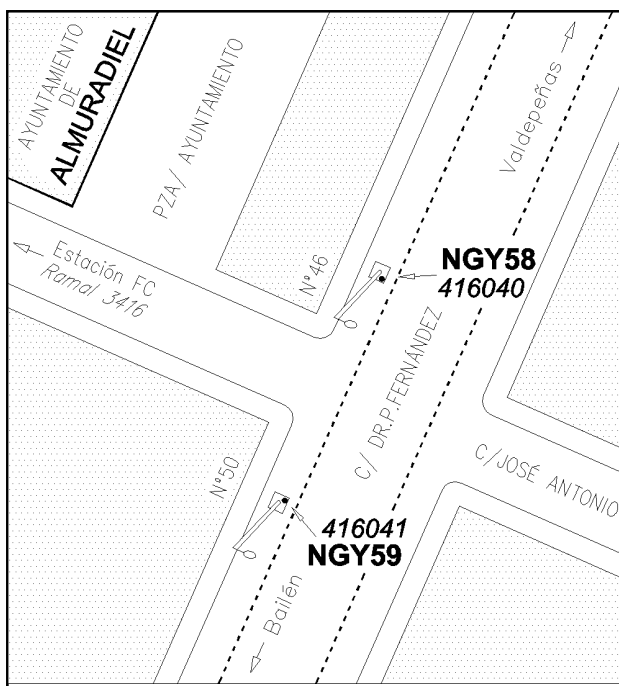 AYUNTAMIENTO
DE
ALMURADIEL
PZA/ AYUNTAMIENTO
Valdepeñas
Estación FC
Ramal 3416
Nº46
NGY58
416040
C/ DR.P.FERNÁNDEZ
Nº50
C/JOSÉ ANTONIO
416041
NGY59
Bailén